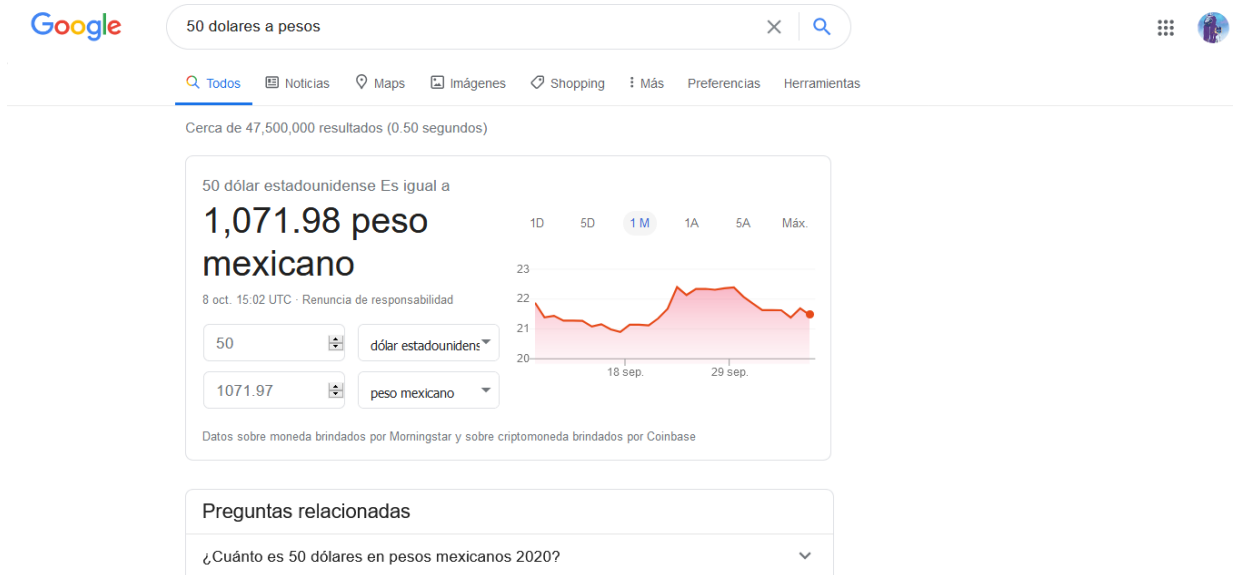 Google
50 dolares a pesos
Todos Noticias Maps Imágenes Shopping Más Preferencias Herramientas
Cerca de 47,500,000 resultados (0.50 segundos)
50 dólar estadounidense Es igual a
1,071.98 peso
mexicano
8 oct. 15:02 UTC · Renuncia de responsabilidad
50 dólar estadounidens
1071.97 peso mexicano
1D 5D 1 M 1A 5A Máx.
23
22
21
20
18 sep. 29 sep.
Datos sobre moneda brindados por Morningstar y sobre criptomoneda brindados por Coinbase
Preguntas relacionadas
¿Cuánto es 50 dólares en pesos mexicanos 2020?